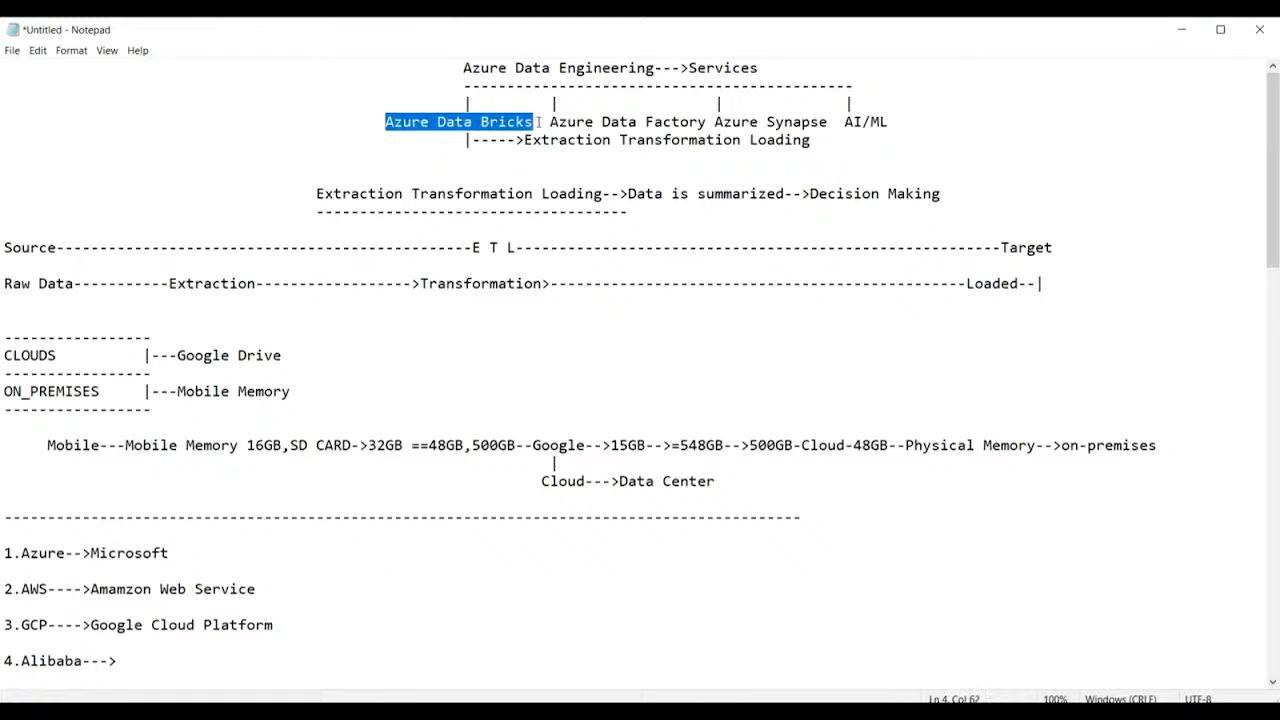 *Untitled - Notepad
File Edit Format View Help
Azure Data Engineering--->Services
---------------------------------------------
| | | |
Azure Data Bricks Azure Data Factory Azure Synapse AI/ML
|----->Extraction Transformation Loading
Extraction Transformation Loading-->Data is summarized-->Decision Making
------------------------------------
Source------------------------------------------------E T L--------------------------------------------------------Target
Raw Data-----------Extraction------------------>Transformation>------------------------------------------------Loaded--|
-----------------
CLOUDS |---Google Drive
-----------------
ON_PREMISES |---Mobile Memory
-----------------
Mobile---Mobile Memory 16GB,SD CARD->32GB ==48GB,500GB--Google-->15GB-->=548GB-->500GB-Cloud-48GB--Physical Memory-->on-premises
|
Cloud--->Data Center
--------------------------------------------------------------------------------------------
1.Azure-->Microsoft
2.AWS---->Amamzon Web Service
3.GCP---->Google Cloud Platform
4.Alibaba--->
Ln 4, Col 62 100% Windows (CRLF) UTF-8